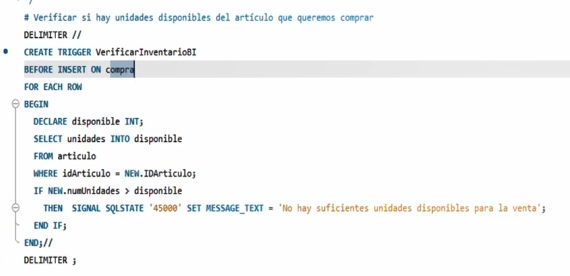 */
# Verificar si hay unidades disponibles del artículo que queremos comprar
DELIMITER //
CREATE TRIGGER VerificarInventarioBI
BEFORE INSERT ON compra
FOR EACH ROW
BEGIN
DECLARE disponible INT;
SELECT unidades INTO disponible
FROM articulo
WHERE idArticulo = NEW.IDArticulo;
IF NEW.numUnidades > disponible
THEN  SIGNAL SQLSTATE '45000' SET MESSAGE_TEXT = 'No hay suficientes unidades disponibles para la venta';
END IF;
END;//
DELIMITER ;